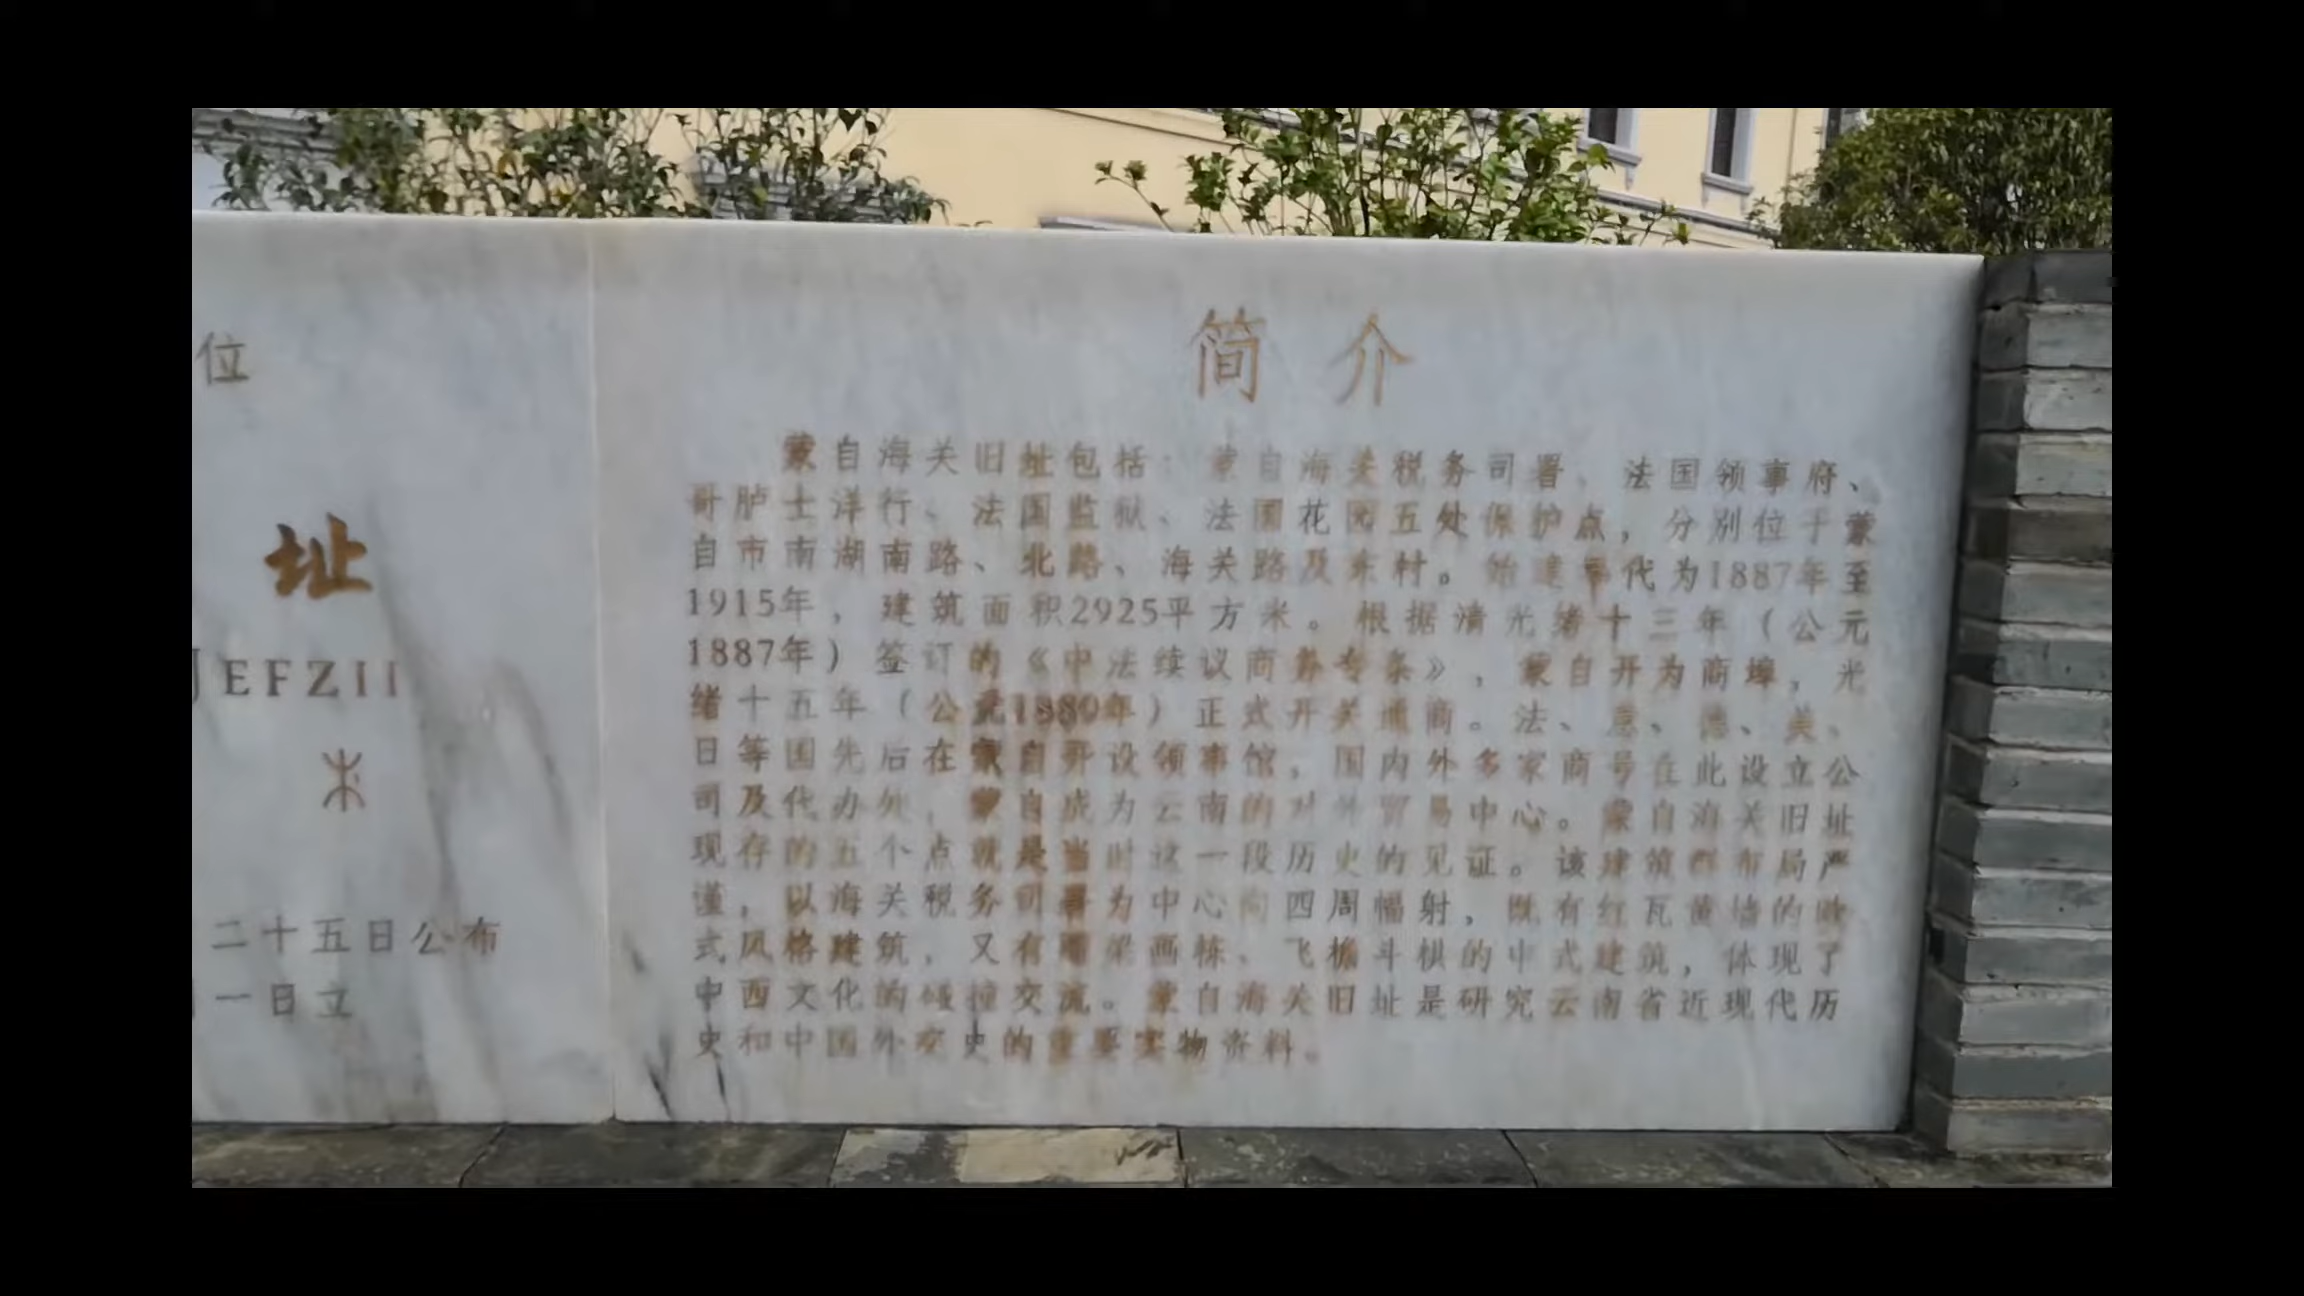 位
址
JEFZII
二十五日公布
一日立
简介
蒙自海关旧址包括：蒙自海关税务司署、法国领事府、
哥胪士洋行、法国监狱、法国花园五处保护点，分别位于蒙
自市南湖南路、北路、海关路及东村。始建年代为1887年至
1915年，建筑面积2925平方米。根据清光绪十三年（公元
1887年）签订的《中法续议商务专条》，蒙自开为商埠，光
绪十五年（公元1889年）正式开关通商。法、意、德、美、
日等国先后在蒙自开设领事馆，国内外多家商号在此设立公
司及代办处，蒙自成为云南的对外贸易中心。蒙自海关旧址
现存的五个点就是当时这一段历史的见证。该建筑群布局严
谨，以海关税务司署为中心向四周幅射，既有红瓦黄墙的欧
式风格建筑，又有雕梁画栋、飞檐斗栱的中式建筑，体现了
中西文化的碰撞交流。蒙自海关旧址是研究云南省近现代历
史和中国外交史的重要实物资料。